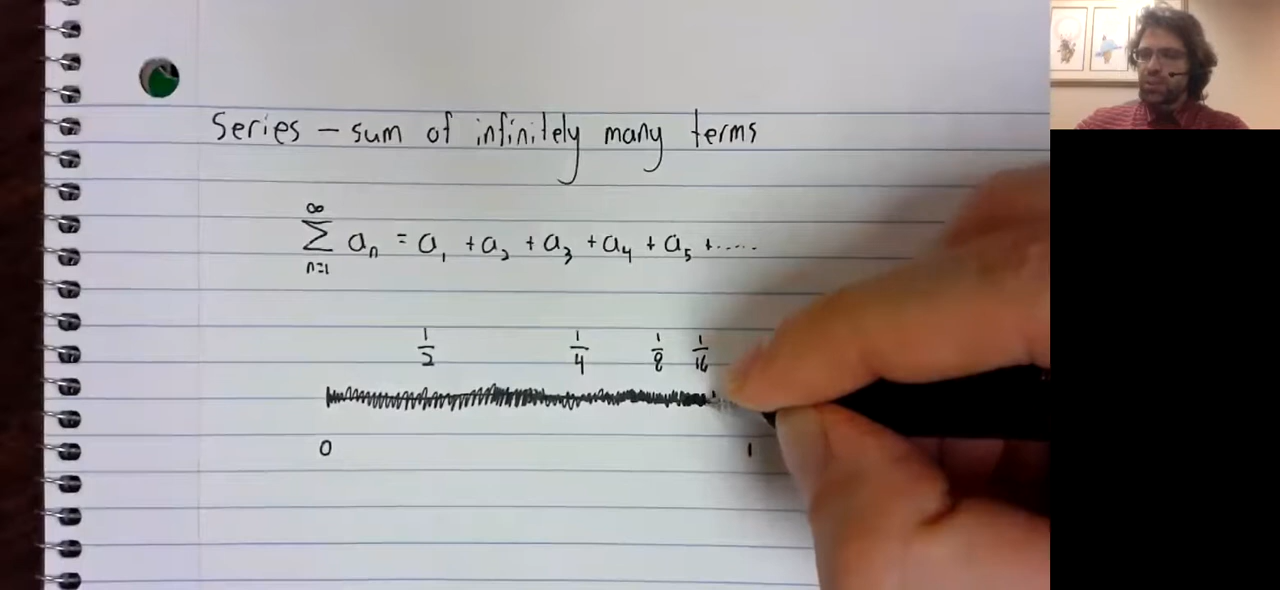 Series – sum of infinitely many terms
∞
∑ aₙ = a₁ + a₂ + a₃ + a₄ + a₅ + .....
n=1
1/2 1/4 1/8 1/16
0 1